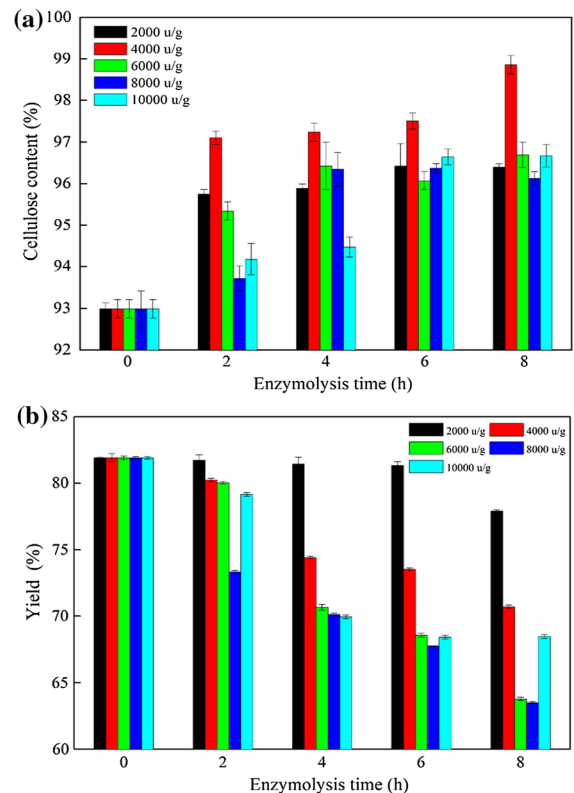 (a)
100
99
98
97
96
95
94
93
92
Cellulose content (%)
2000 u/g
4000 u/g
6000 u/g
8000 u/g
10000 u/g
0 2 4 6 8
Enzymolysis time (h)
(b)
85
80
75
70
65
60
Yield (%)
2000 u/g 4000 u/g
6000 u/g 8000 u/g
10000 u/g
0 2 4 6 8
Enzymolysis time (h)